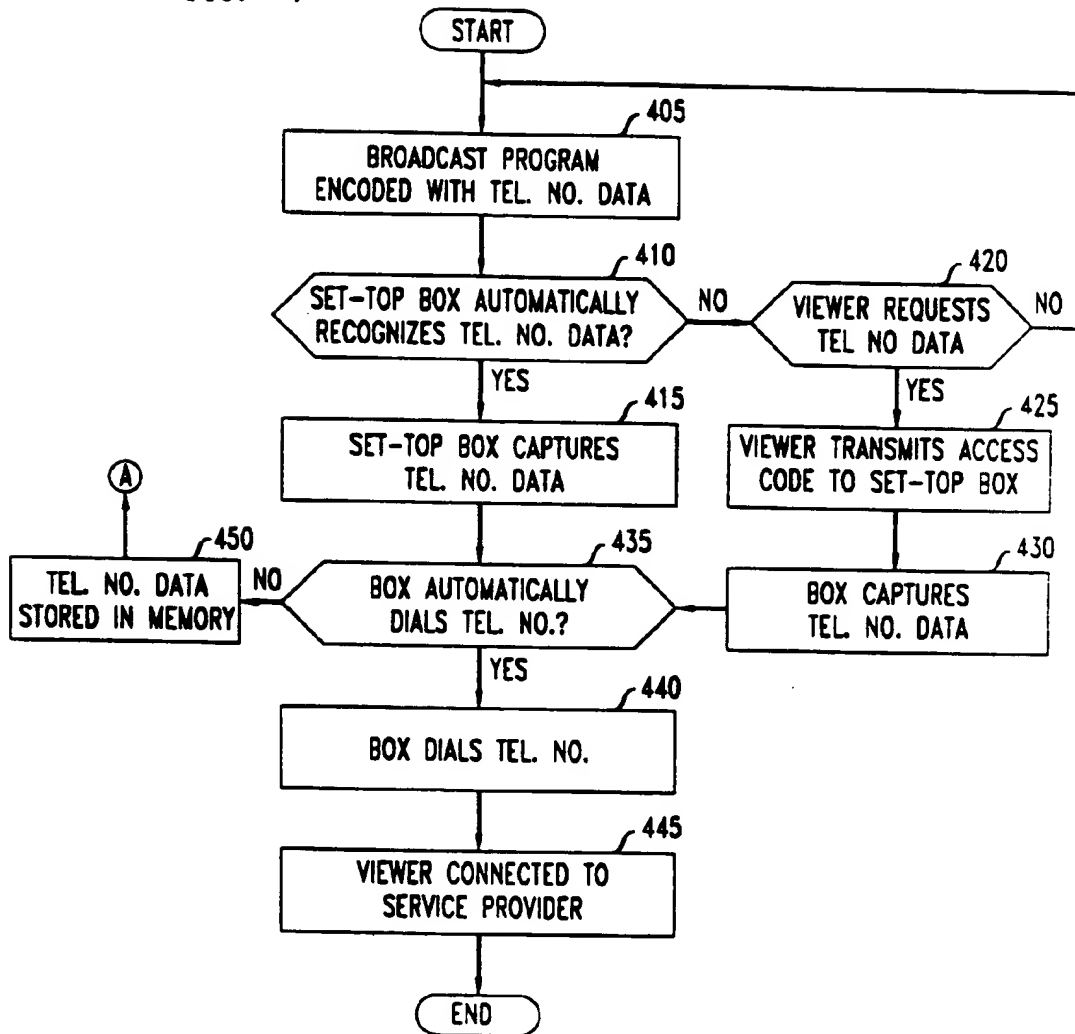 START
405
BROADCAST PROGRAM
ENCODED WITH TEL. NO. DATA
410
SET-TOP BOX AUTOMATICALLY
RECOGNIZES TEL. NO. DATA?
NO
420
VIEWER REQUESTS
TEL NO DATA
NO
YES
YES
415
SET-TOP BOX CAPTURES
TEL. NO. DATA
425
VIEWER TRANSMITS ACCESS
CODE TO SET-TOP BOX
A
450
TEL. NO. DATA
STORED IN MEMORY
NO
435
BOX AUTOMATICALLY
DIALS TEL. NO.?
430
BOX CAPTURES
TEL. NO. DATA
YES
440
BOX DIALS TEL. NO.
445
VIEWER CONNECTED TO
SERVICE PROVIDER
END